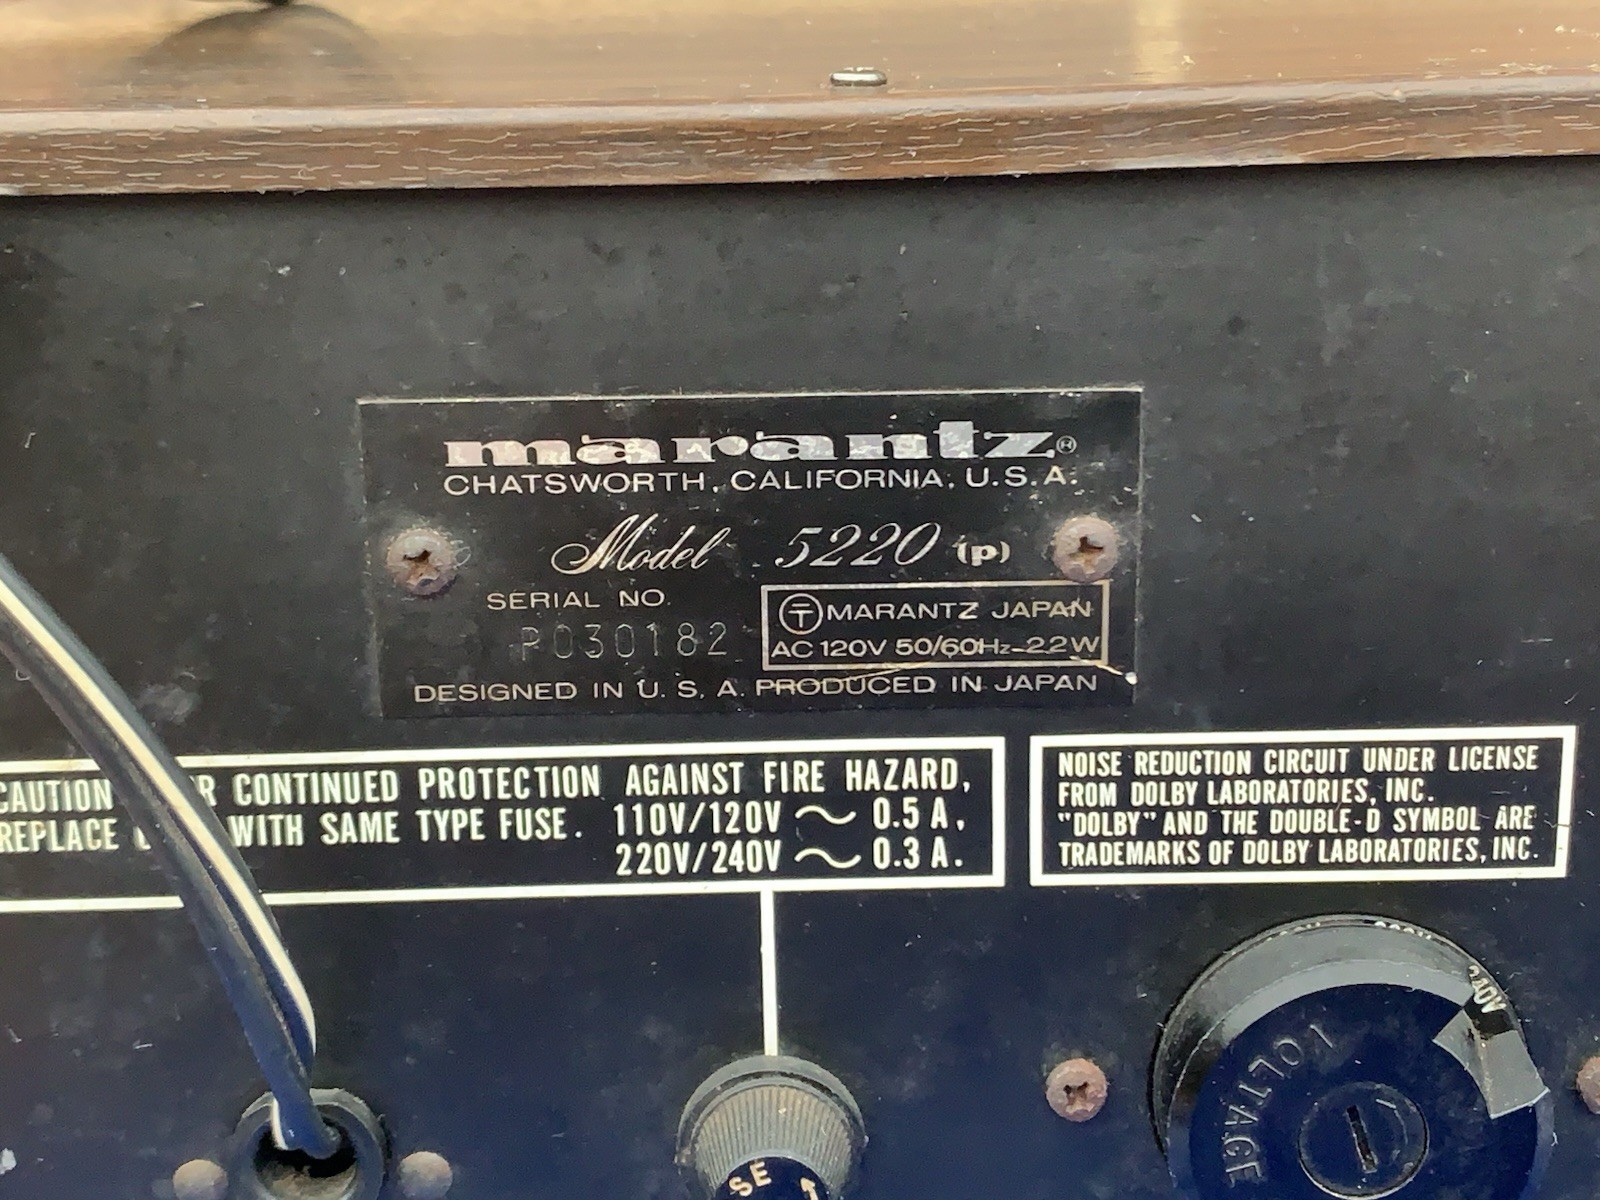 marantz®
CHATSWORTH, CALIFORNIA, U.S.A.
Model 5220 (p)
SERIAL NO.
P030182
T MARANTZ JAPAN
AC 120V 50/60Hz 22W
DESIGNED IN U.S.A. PRODUCED IN JAPAN
CAUTION R CONTINUED PROTECTION AGAINST FIRE HAZARD,
REPLACE WITH SAME TYPE FUSE. 110V/120V ~ 0.5 A,
220V/240V ~ 0.3 A.
NOISE REDUCTION CIRCUIT UNDER LICENSE
FROM DOLBY LABORATORIES, INC.
"DOLBY" AND THE DOUBLE-D SYMBOL ARE
TRADEMARKS OF DOLBY LABORATORIES, INC.
240V
VOLTAGE
SE